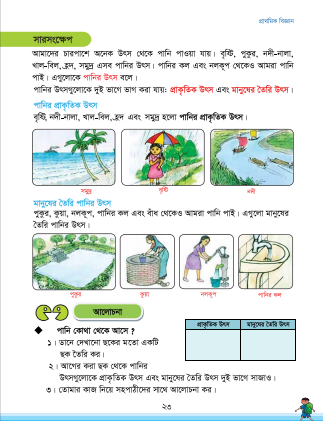 প্রাথমিক বিজ্ঞান
সারসংক্ষেপ
আমাদের চারপাশে অনেক উৎস থেকে পানি পাওয়া যায়। বৃষ্টি, পুকুর, নদী-নালা,
খাল-বিল, হ্রদ, সমুদ্র এসব পানির উৎস। পানির কল এবং নলকূপ থেকেও আমরা পানি
পাই। এগুলোকে পানির উৎস বলে।
পানির উৎসগুলোকে দুই ভাগে ভাগ করা যায়: প্রাকৃতিক উৎস এবং মানুষের তৈরি উৎস।
পানির প্রাকৃতিক উৎস
বৃষ্টি, নদী-নালা, খাল-বিল, হ্রদ এবং সমুদ্র হলো পানির প্রাকৃতিক উৎস।
সমুদ্র
বৃষ্টি
নদী
মানুষের তৈরি পানির উৎস
পুকুর, কুয়া, নলকূপ, পানির কল এবং বাঁধ থেকেও আমরা পানি পাই। এগুলো মানুষের
তৈরি পানির উৎস।
পুকুর
কুয়া
নলকূপ
পানির কল
আলোচনা
পানি কোথা থেকে আসে ?
প্রাকৃতিক উৎস
মানুষের তৈরি উৎস
১। ডানে দেখানো ছকের মতো একটি
ছক তৈরি কর।
২। আগের করা ছক থেকে পানির
উৎসগুলোকে প্রাকৃতিক উৎস এবং মানুষের তৈরি উৎস দুই ভাগে সাজাও।
৩। তোমার কাজ নিয়ে সহপাঠীদের সাথে আলোচনা কর।
২৩